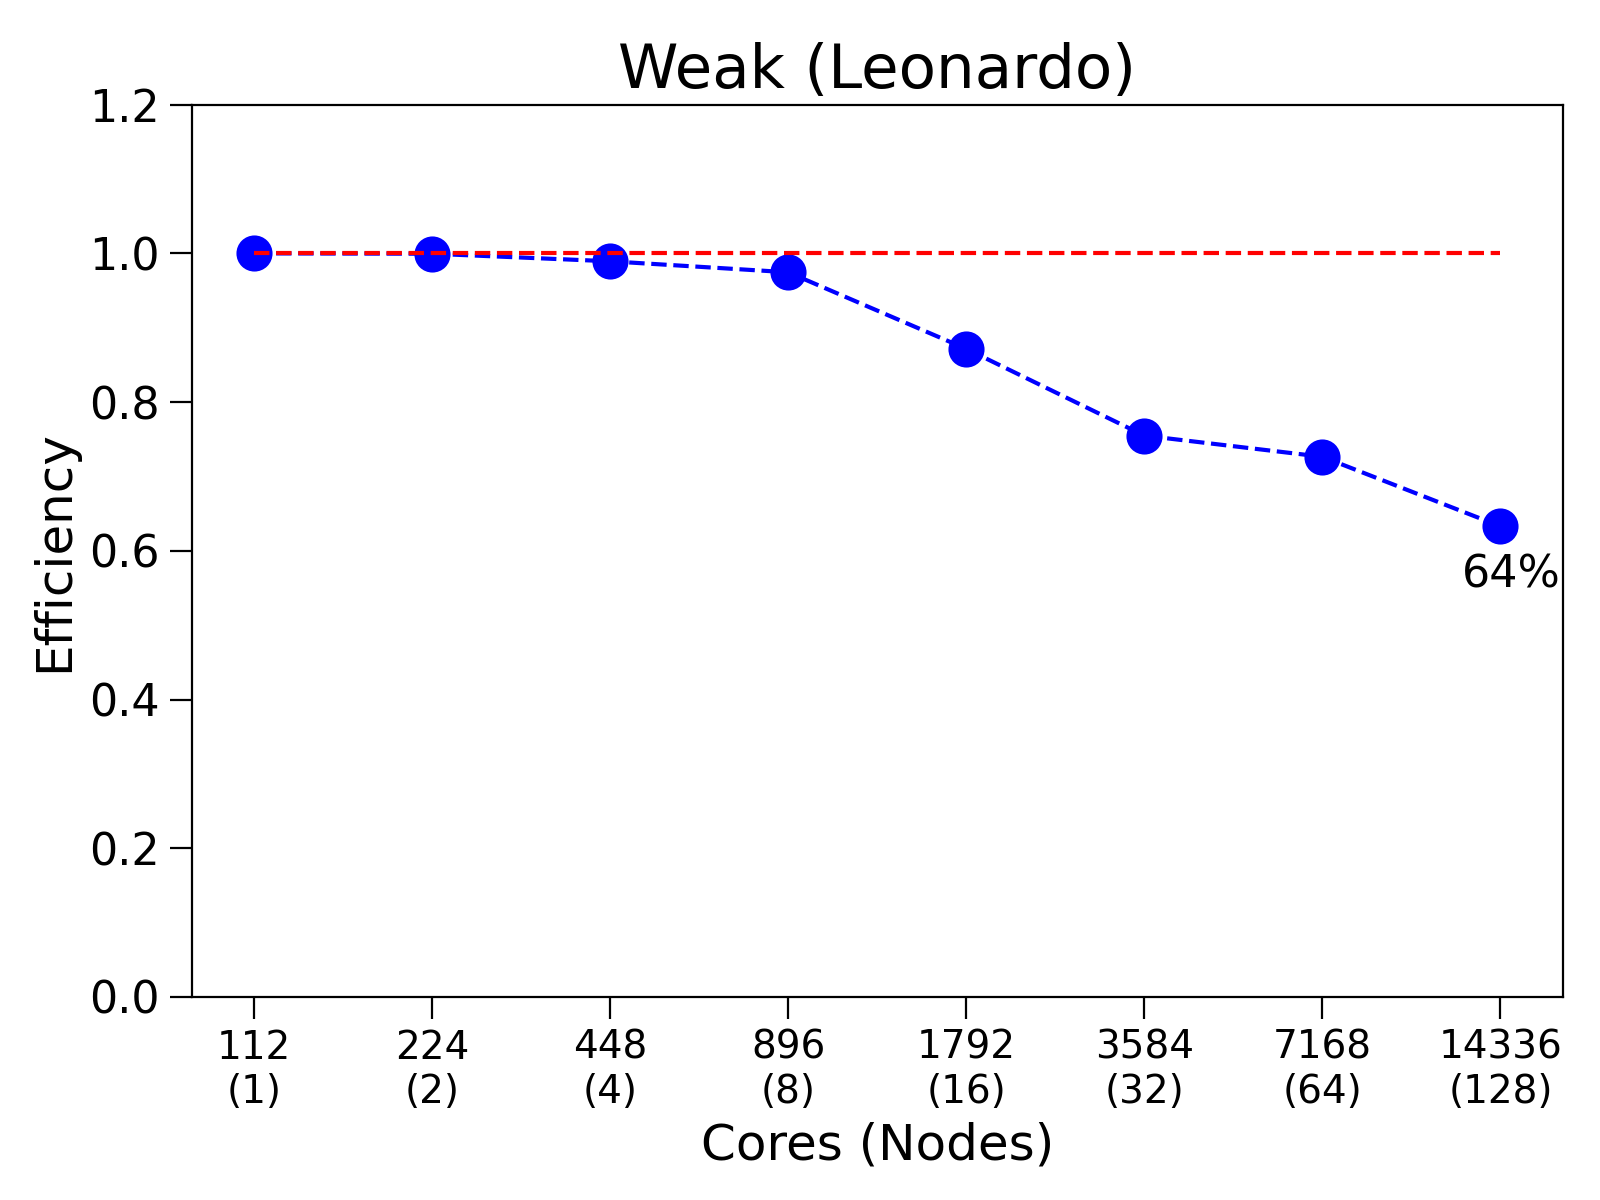 Weak (Leonardo)
1.2
1.0
0.8
0.6
0.4
0.2
0.0
Efficiency
64%
112 224 448 896 1792 3584 7168 14336
(1) (2) (4) (8) (16) (32) (64) (128)
Cores (Nodes)